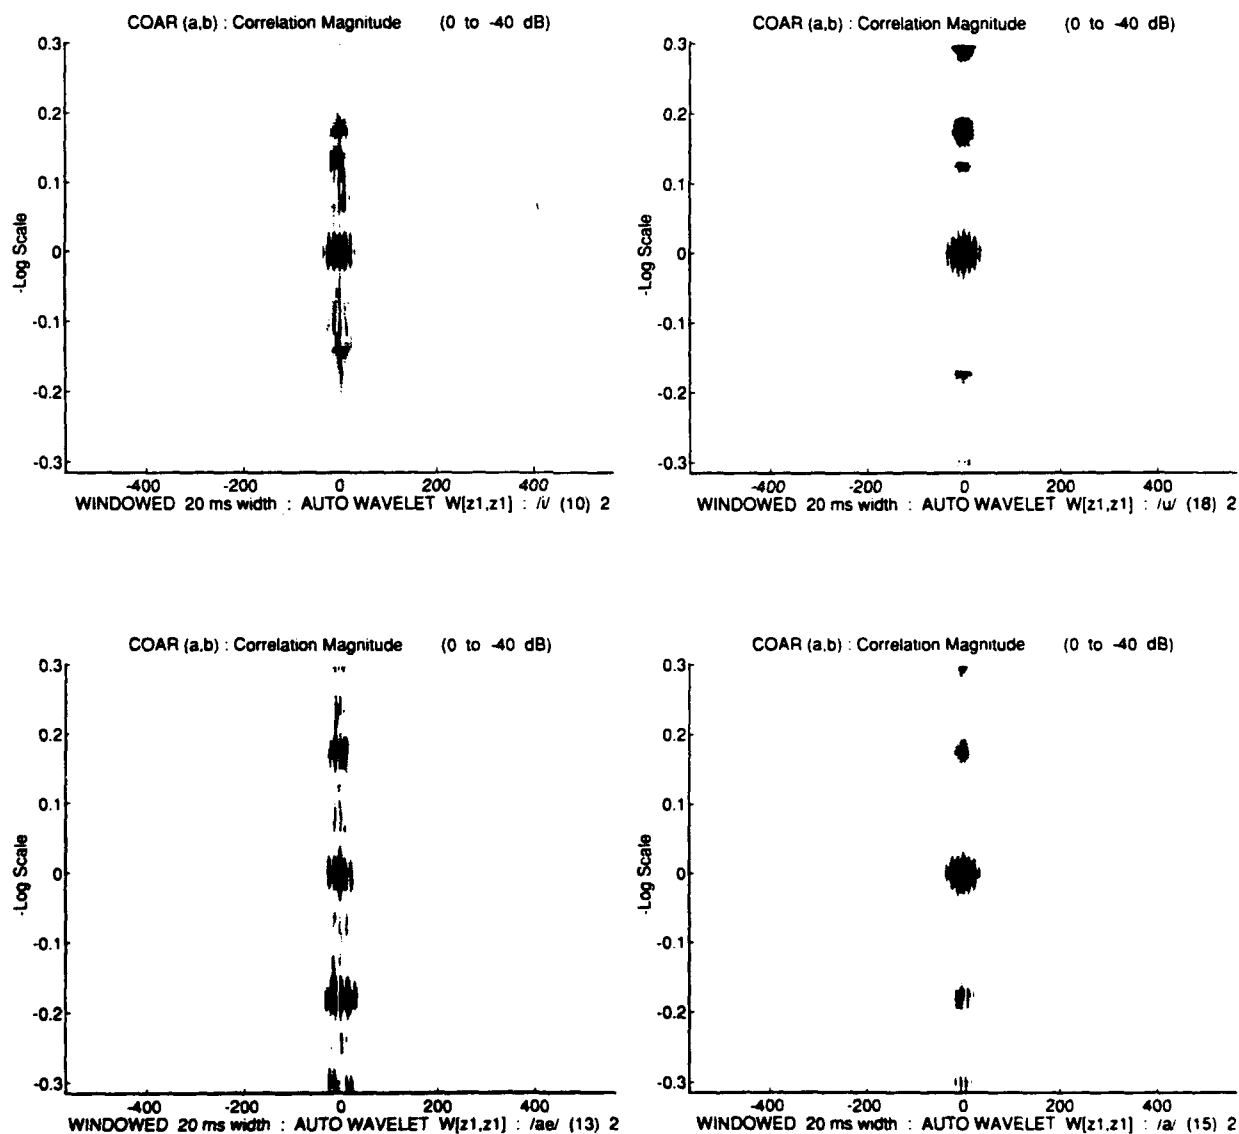 COAR (a,b) : Correlation Magnitude (0 to -40 dB)
0.3
0.2
0.1
0
-0.1
-0.2
-0.3
-Log Scale
-400 -200 0 200 400
WINDOWED 20 ms width : AUTO WAVELET W[z1,z1] : /i/ (10) 2
COAR (a,b) : Correlation Magnitude (0 to -40 dB)
0.3
0.2
0.1
0
-0.1
-0.2
-0.3
-Log Scale
-400 -200 0 200 400
WINDOWED 20 ms width : AUTO WAVELET W[z1,z1] : /u/ (18) 2
COAR (a,b) : Correlation Magnitude (0 to -40 dB)
0.3
0.2
0.1
0
-0.1
-0.2
-0.3
-Log Scale
-400 -200 0 200 400
WINDOWED 20 ms width : AUTO WAVELET W[z1,z1] : /ae/ (13) 2
COAR (a,b) : Correlation Magnitude (0 to -40 dB)
0.3
0.2
0.1
0
-0.1
-0.2
-0.3
-Log Scale
-400 -200 0 200 400
WINDOWED 20 ms width : AUTO WAVELET W[z1,z1] : /a/ (15) 2